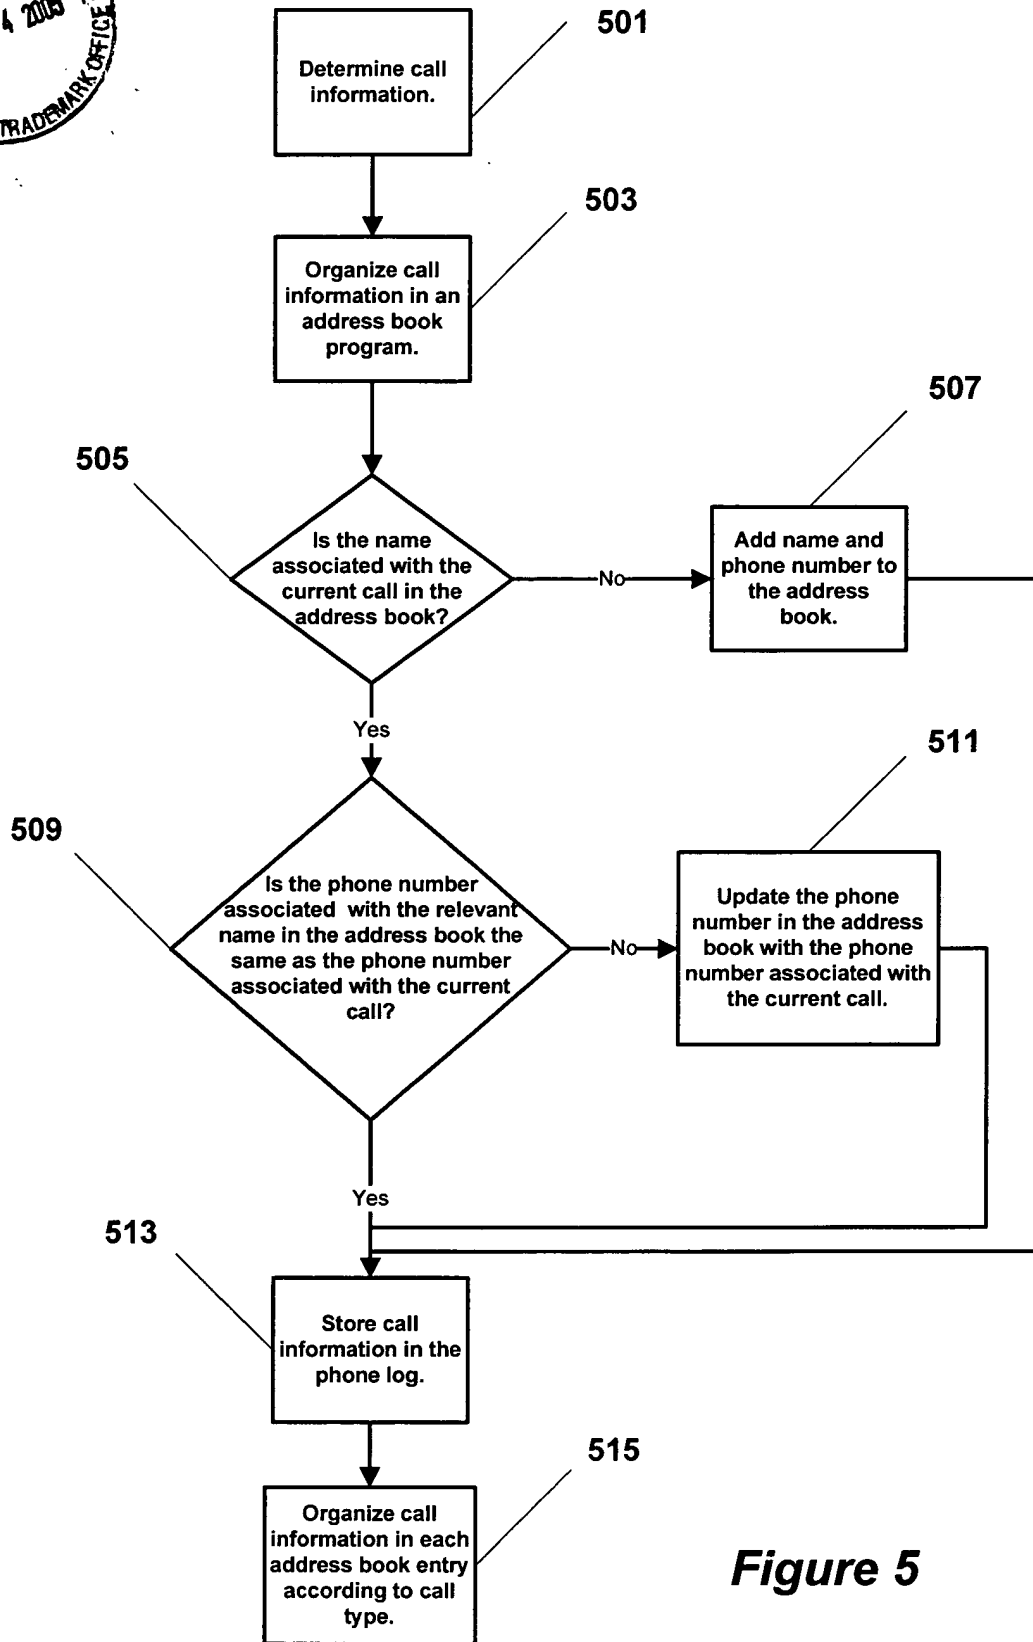 4 2005
TRADEMARK OFFICE
501
Determine call
information.
503
Organize call
information in an
address book
program.
505
Is the name
associated with the
current call in the
address book?
No
507
Add name and
phone number to
the address
book.
Yes
509
Is the phone number
associated with the relevant
name in the address book the
same as the phone number
associated with the current
call?
No
511
Update the phone
number in the address
book with the phone
number associated with
the current call.
Yes
513
Store call
information in the
phone log.
515
Organize call
information in each
address book entry
according to call
type.
Figure 5